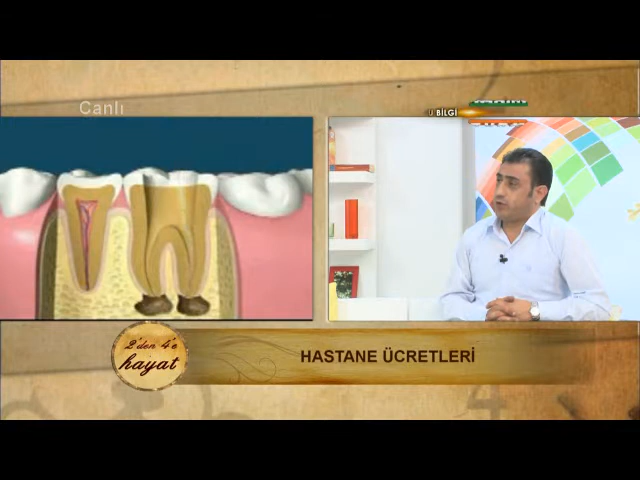 Canlı
BİLGİ
2'den 4'e
hayat
HASTANE ÜCRETLERİ